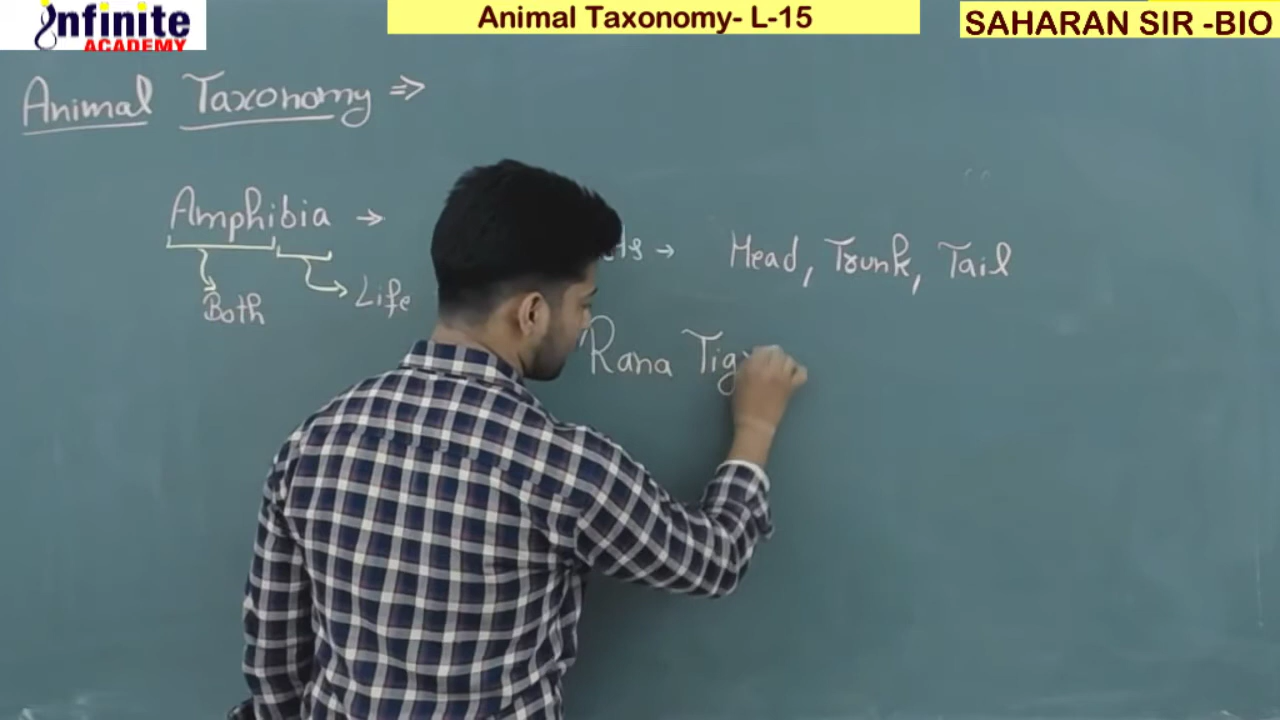 infinite
ACADEMY
Animal Taxonomy- L-15
SAHARAN SIR -BIO
Animal Taxonomy ⇒
Amphibia →
Both
Life
→ Head, Trunk, Tail
Rana